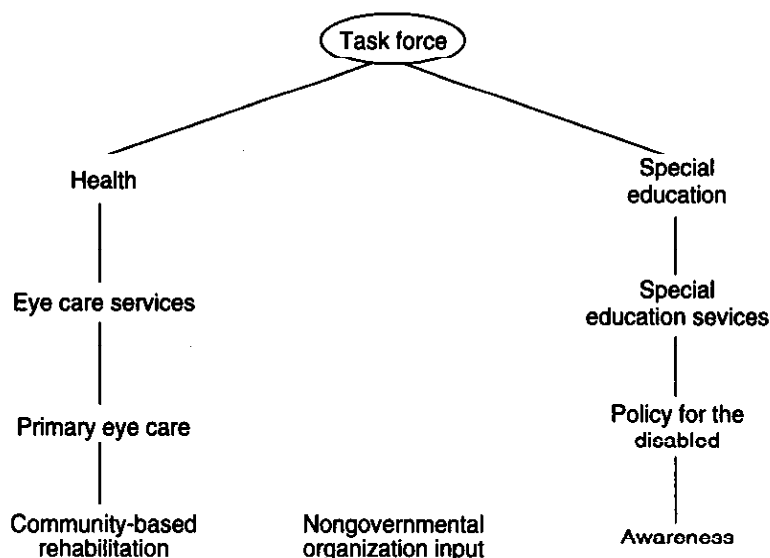 Task force
Health
Special
education
Eye care services
Special
education sevices
Primary eye care
Policy for the
disabled
Community-based
rehabilitation
Nongovernmental
organization input
Awareness